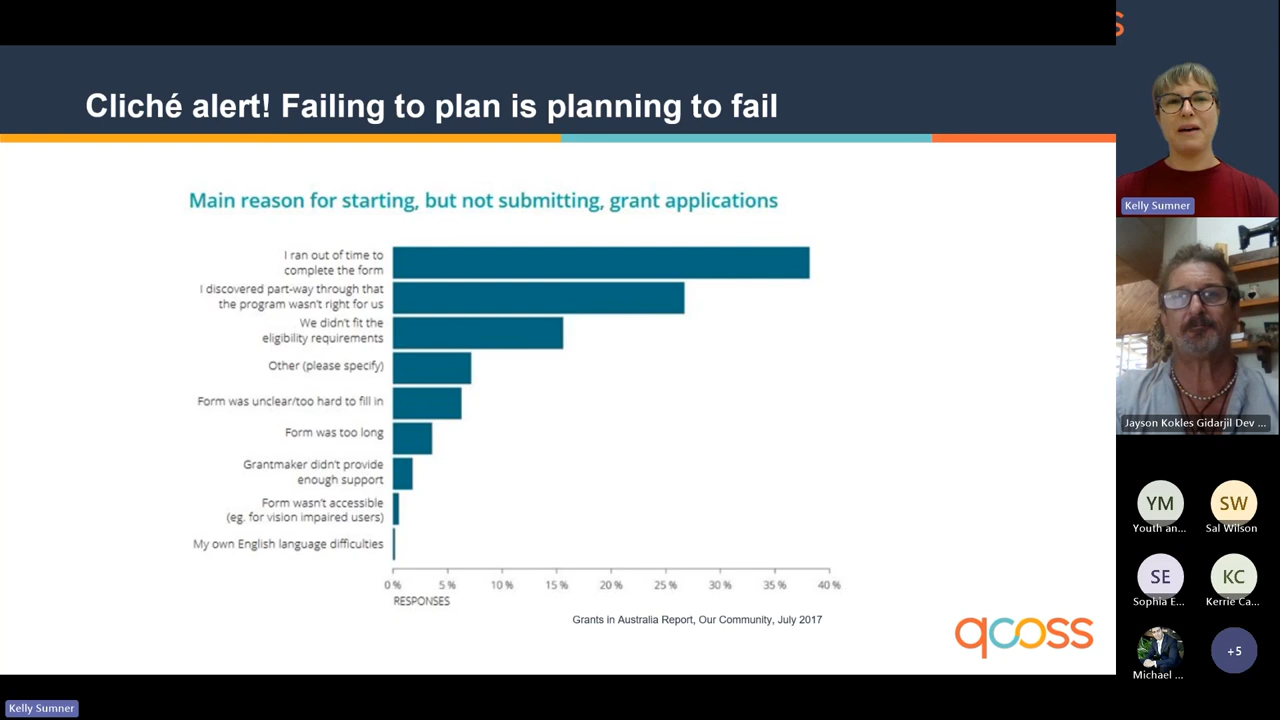 Cliché alert! Failing to plan is planning to fail
Main reason for starting, but not submitting, grant applications
I ran out of time to
complete the form
I discovered part-way through that
the program wasn't right for us
We didn't fit the
eligibility requirements
Other (please specify)
Form was unclear/too hard to fill in
Form was too long
Grantmaker didn't provide
enough support
Form wasn't accessible
(eg. for vision impaired users)
My own English language difficulties
0 % 5 % 10 % 15 % 20 % 25 % 30 % 35 % 40 %
RESPONSES
Grants in Australia Report, Our Community, July 2017
qcoss
Kelly Sumner
S
Kelly Sumner
Jayson Kokles Gidarjil Dev ...
YM SW
Youth an... Sal Wilson
SE KC
Sophia E... Kerrie Ca...
+5
Michael ...